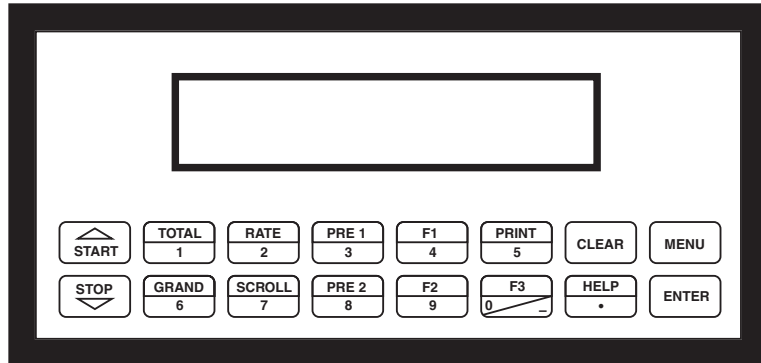 START
TOTAL 1
RATE 2
PRE 1 3
F1 4
PRINT 5
CLEAR
MENU
STOP
GRAND 6
SCROLL 7
PRE 2 8
F2 9
F3 0 –
HELP •
ENTER